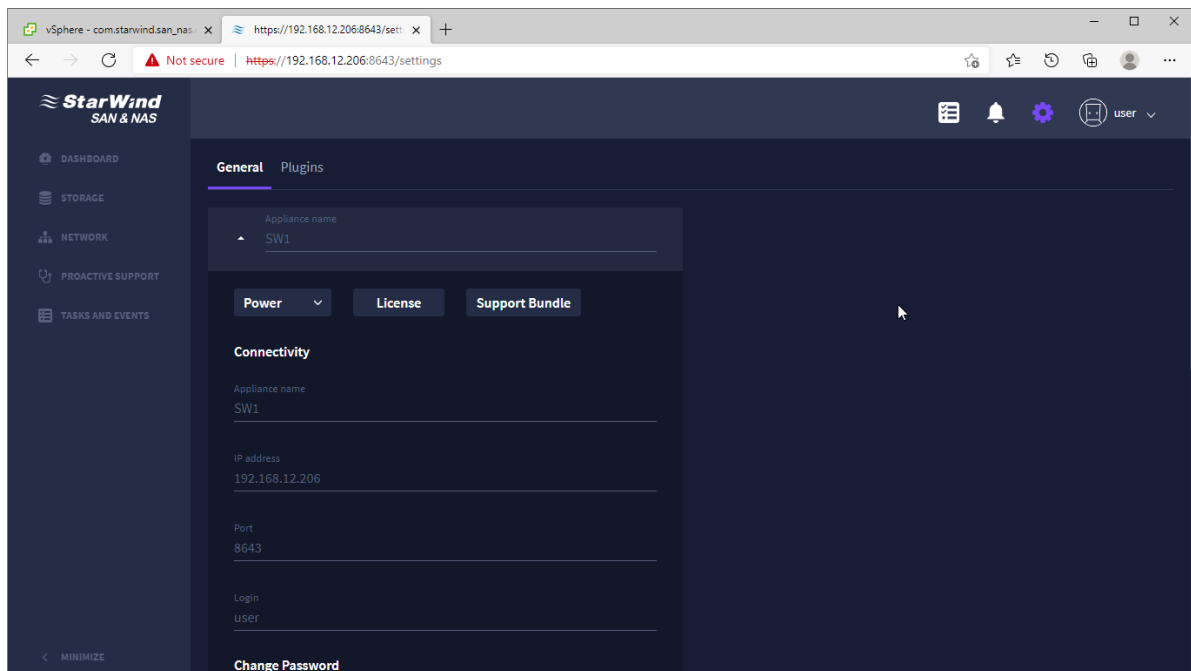 vSphere - com.starwind.san_nas.
https://192.168.12.206:8643/sett
Not secure
https://192.168.12.206:8643/settings
StarWind
SAN & NAS
user
DASHBOARD
STORAGE
NETWORK
PROACTIVE SUPPORT
TASKS AND EVENTS
MINIMIZE
General Plugins
Appliance name
SW1
Power License Support Bundle
Connectivity
Appliance name
SW1
IP address
192.168.12.206
Port
8643
Login
user
Change Password